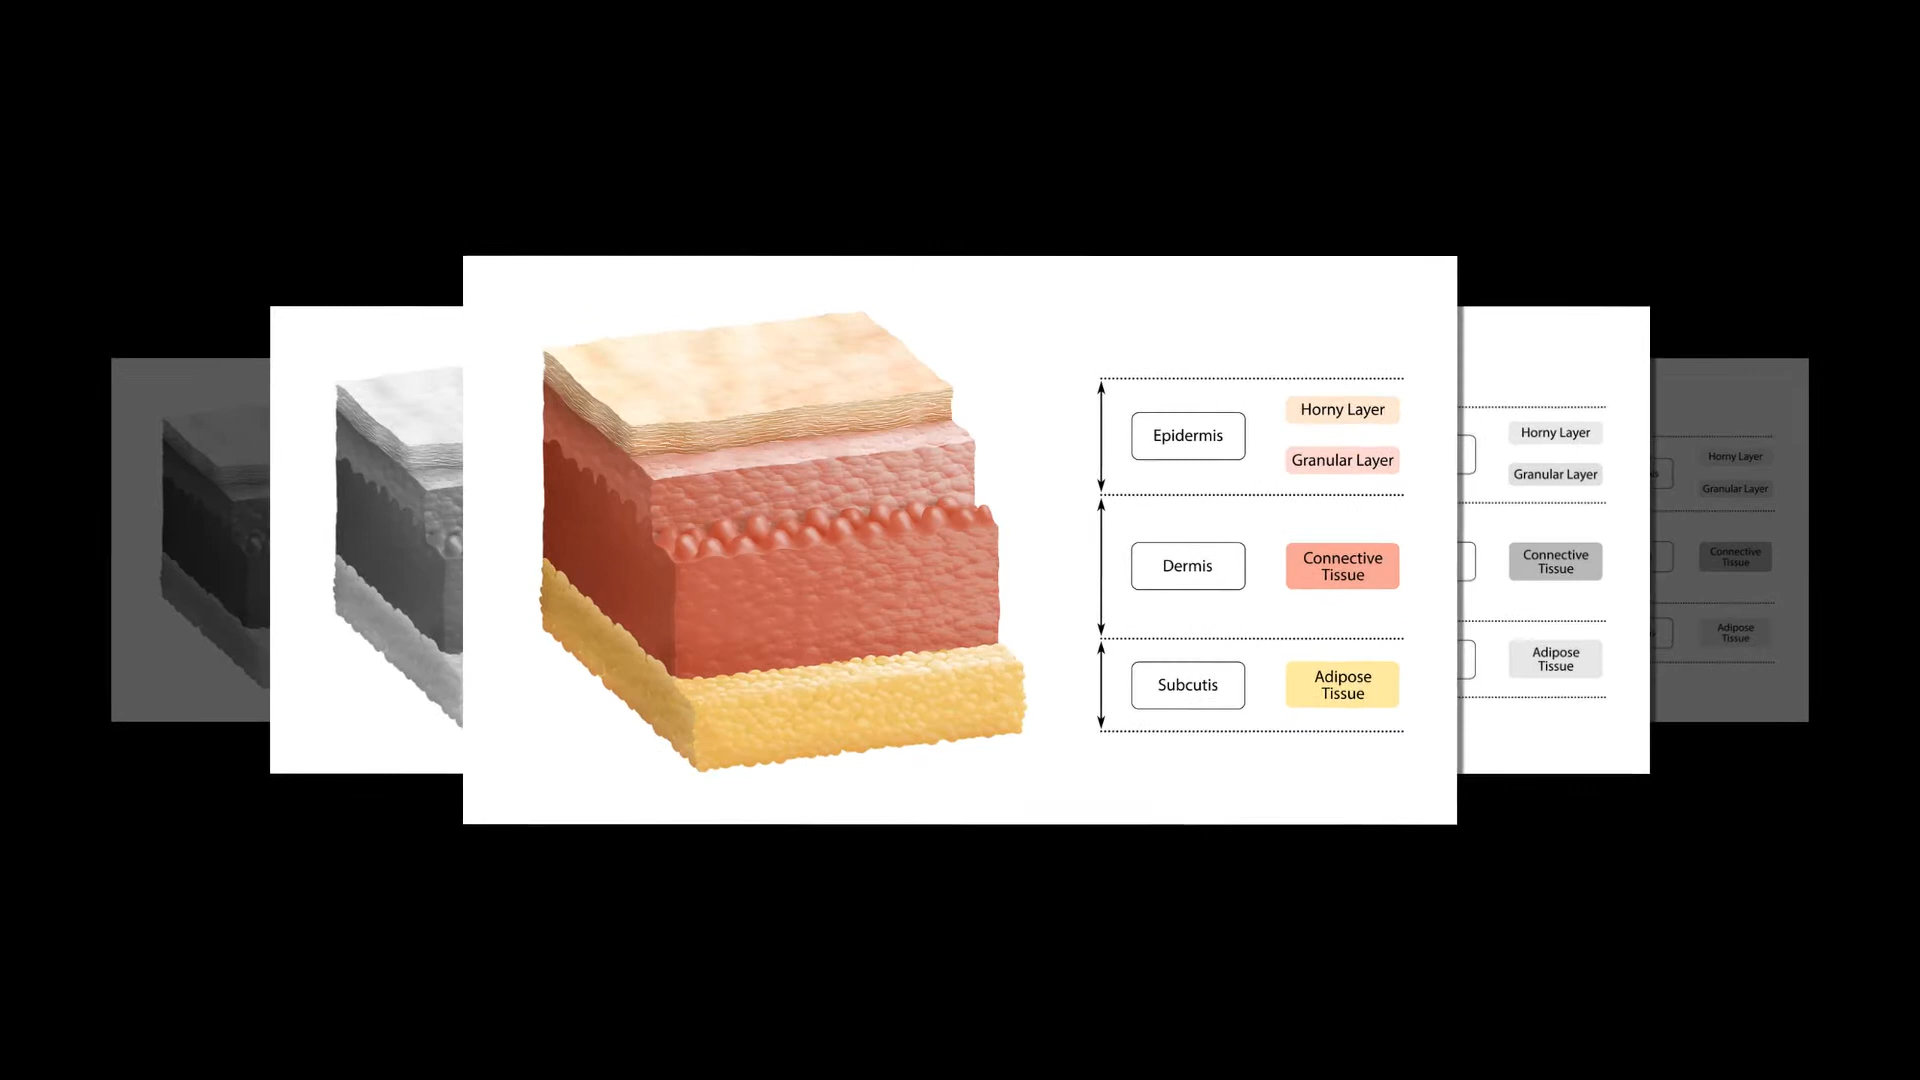 Epidermis
Horny Layer
Granular Layer
Dermis
Connective
Tissue
Subcutis
Adipose
Tissue
Horny Layer
Granular Layer
Connective
Tissue
Adipose
Tissue
Horny Layer
Granular Layer
Connective
Tissue
Adipose
Tissue